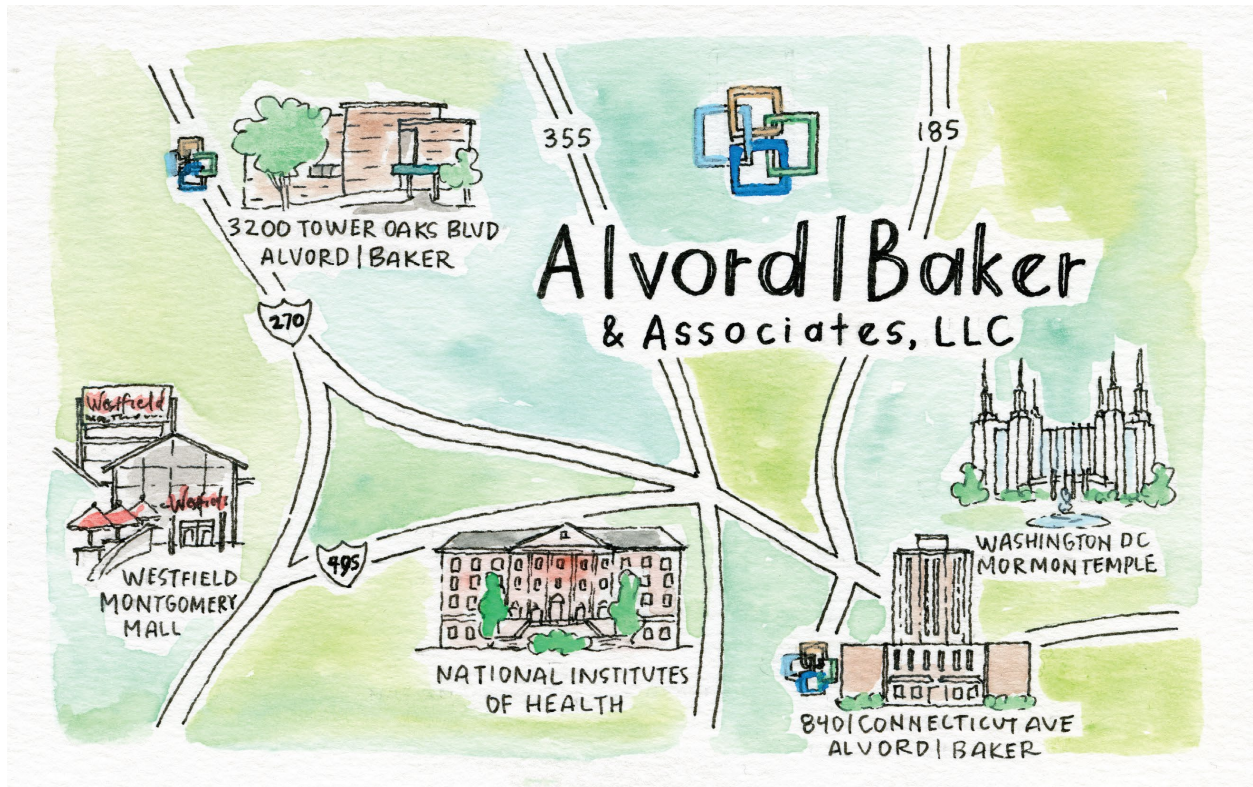 355
185
3200 TOWER OAKS BLVD
ALVORD | BAKER
Alvord | Baker
& Associates, LLC
270
Westfield
Westfield
WESTFIELD
MONTGOMERY
MALL
495
NATIONAL INSTITUTES
OF HEALTH
WASHINGTON DC
MORMON TEMPLE
8401 CONNECTICUT AVE
ALVORD | BAKER